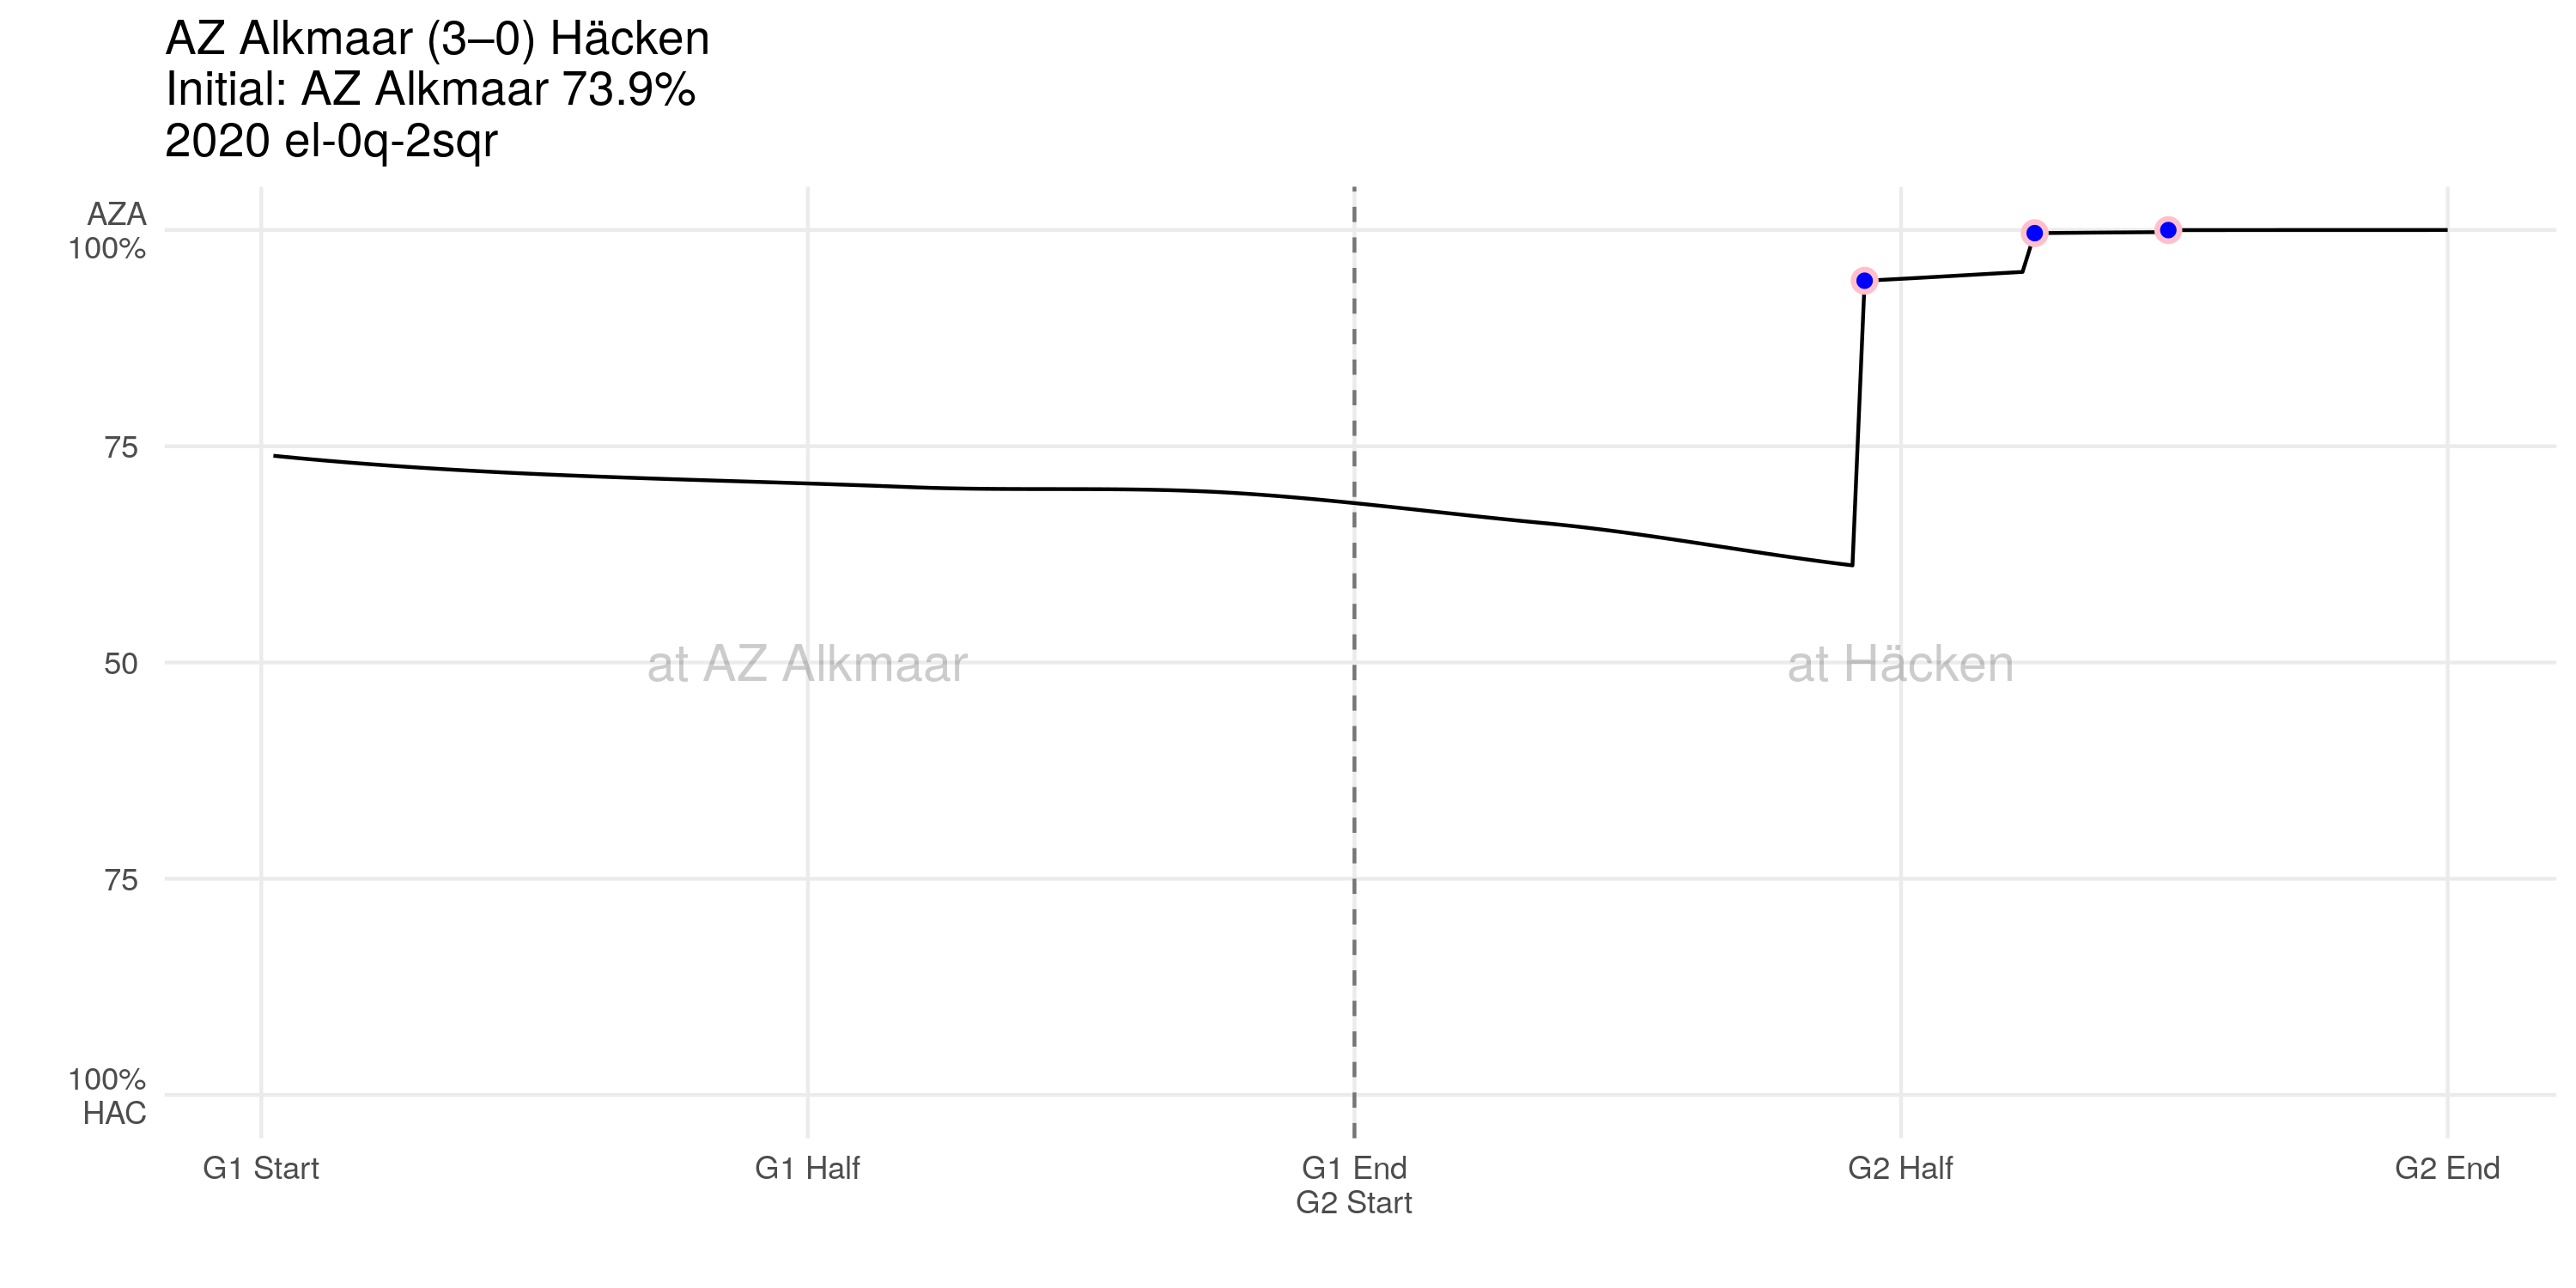 AZ Alkmaar (3–0) Häcken
Initial: AZ Alkmaar 73.9%
2020 el-0q-2sqr
AZA
100%
75
50
75
100%
HAC
at AZ Alkmaar
at Häcken
G1 Start
G1 Half
G1 End
G2 Start
G2 Half
G2 End